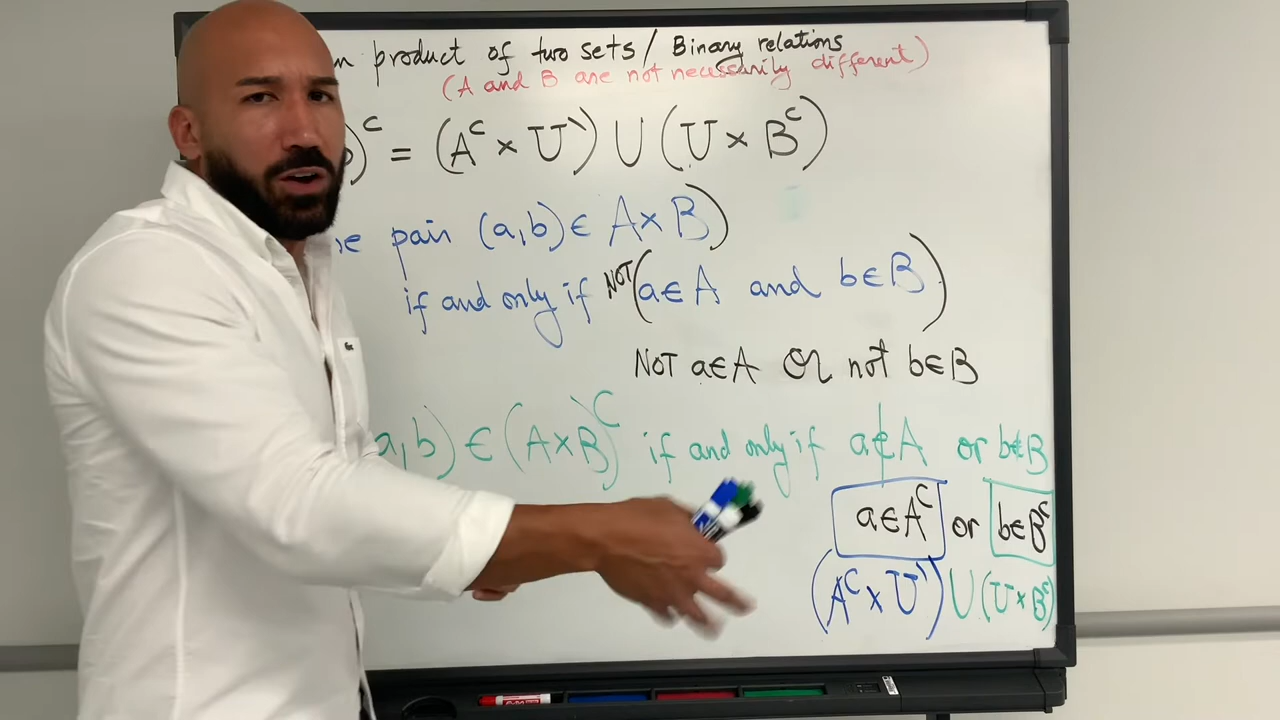 product of two sets / Binary relations
(A and B are not necessarily different)
)ᶜ = (Aᶜ × U`) ∪ (U × Bᶜ)
pair (a,b) ∈ A×B)
if and only if NOT(a∈A and b∈B)
NOT a∈A OR not b∈B
a,b) ∈ (A×B)ᶜ if and only if a∉A or b∉B
a∈Aᶜ or b∈Bᶜ
(Aᶜ × U`) ∪ (U × Bᶜ)